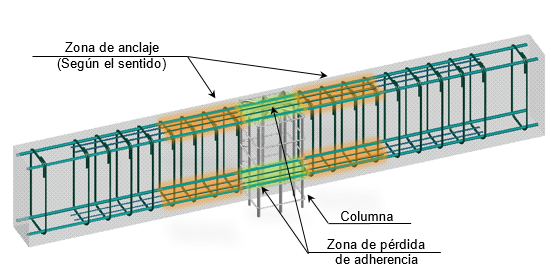 Zona de anclaje
(Según el sentido)
Columna
Zona de pérdida
de adherencia